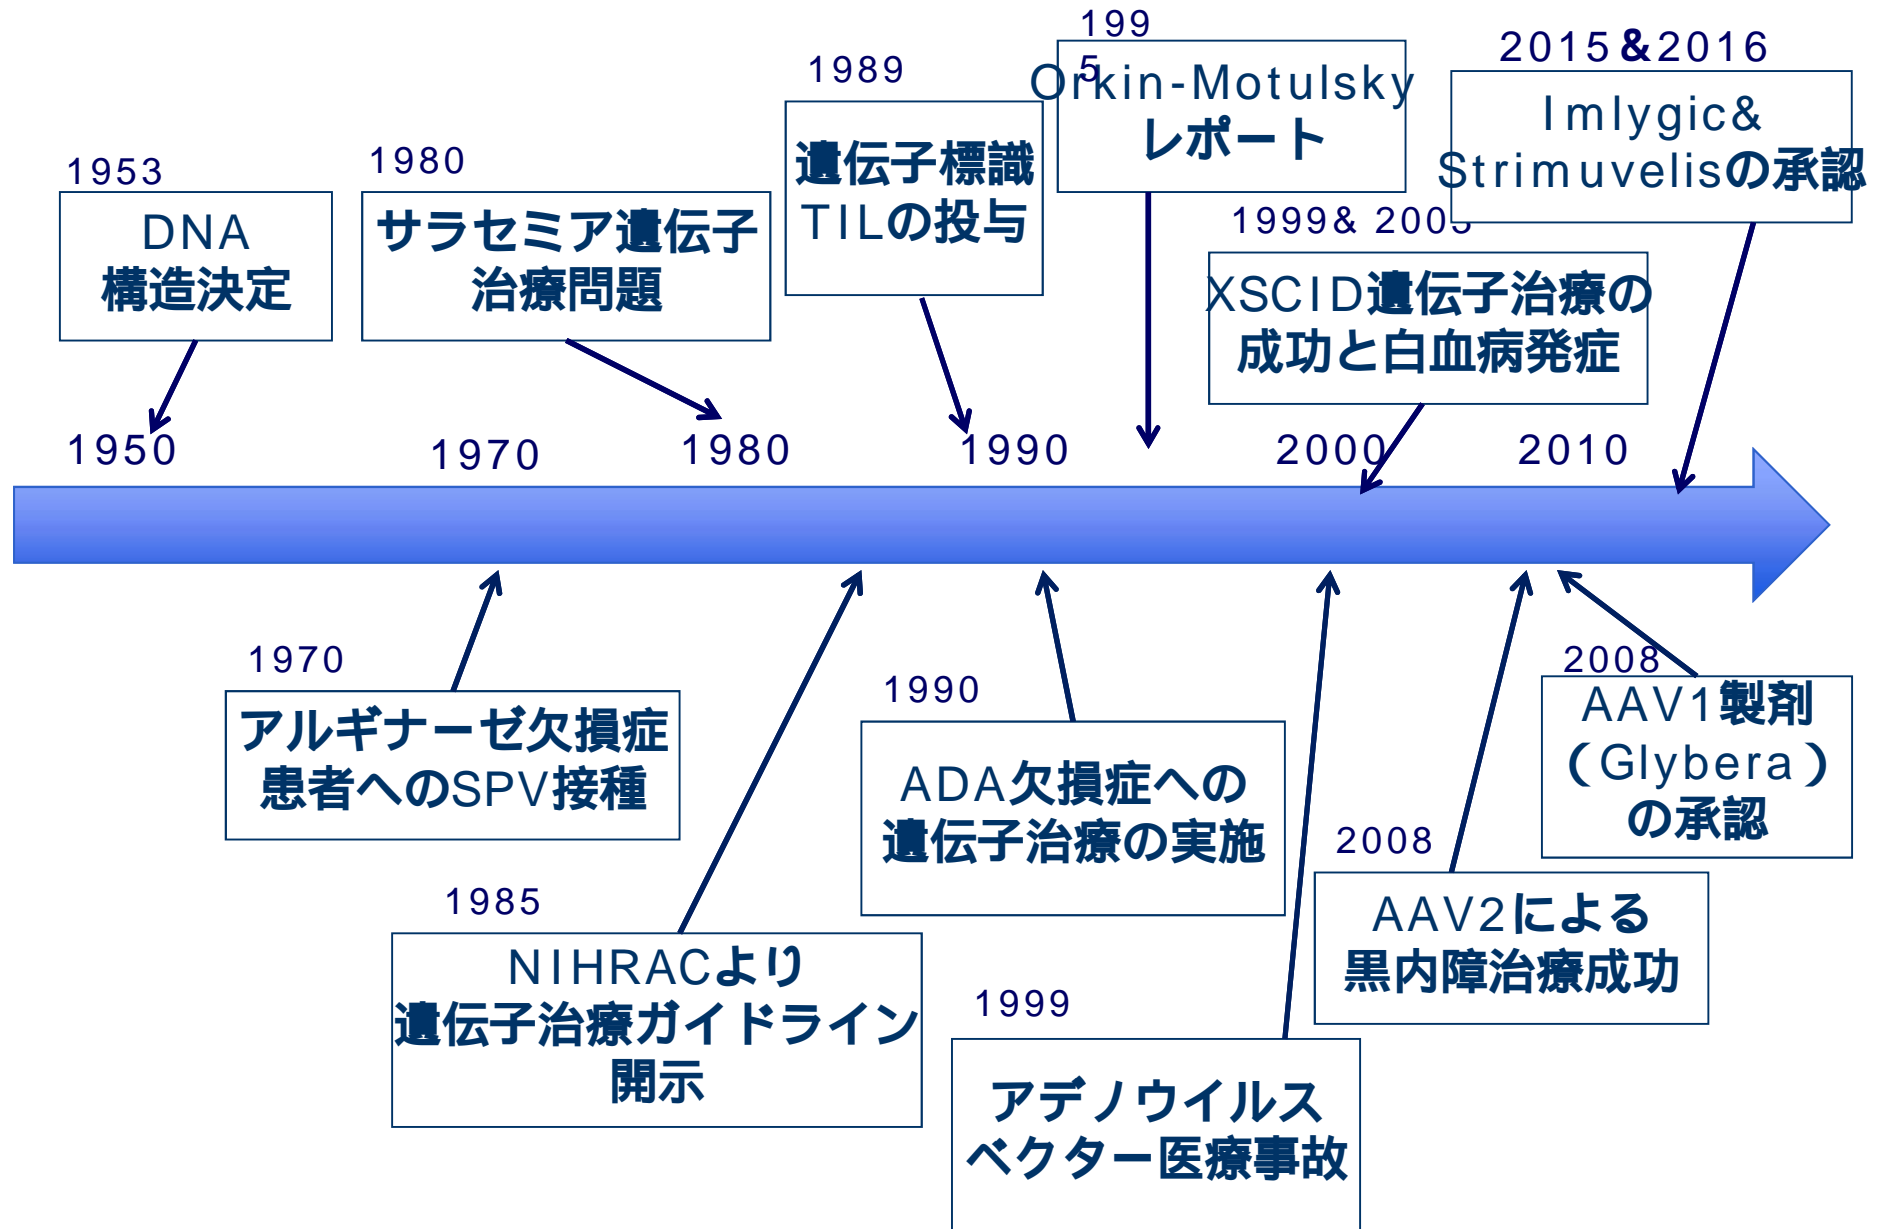 1953
DNA
構造決定
1980
サラセミア遺伝子
治療問題
1989
遺伝子標識
TILの投与
1995
Orkin-Motulsky
レポート
1999& 200
XSCID遺伝子治療の
成功と白血病発症
2015&2016
Imlygic&
Strimuvelisの承認
1950
1970
1980
1990
2000
2010
1970
アルギナーゼ欠損症
患者へのSPV接種
1985
NIHRACより
遺伝子治療ガイドライン
開示
1990
ADA欠損症への
遺伝子治療の実施
1999
アデノウイルス
ベクター医療事故
2008
AAV2による
黒内障治療成功
2008
AAV1製剤
(Glybera)
の承認